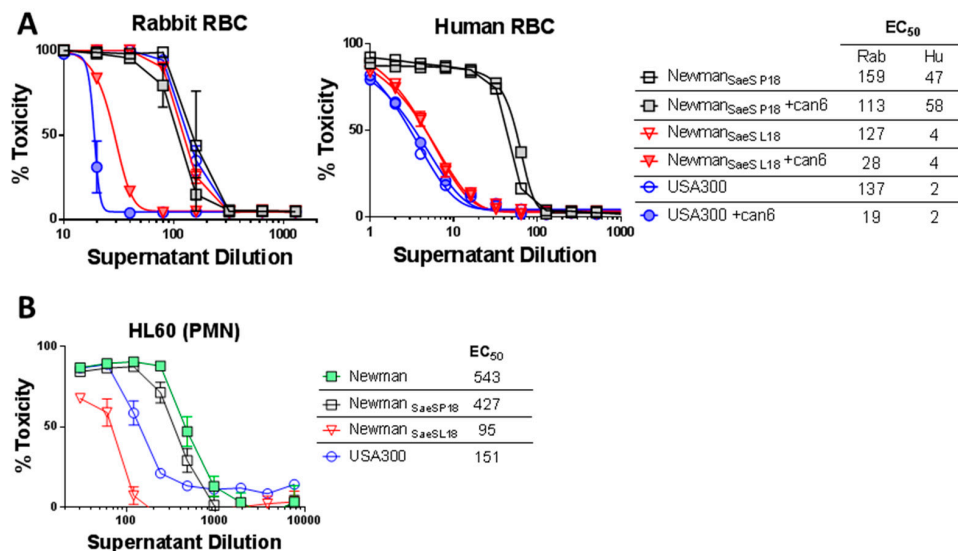 A
Rabbit RBC
Human RBC
% Toxicity
100
50
0
10
100
1000
Supernatant Dilution
% Toxicity
100
50
0
1
10
100
1000
Supernatant Dilution
EC50
Rab Hu
NewmanSaeS P18 159 47
NewmanSaeS P18 +can6 113 58
NewmanSaeS L18 127 4
NewmanSaeS L18 +can6 28 4
USA300 137 2
USA300 +can6 19 2
B
HL60 (PMN)
% Toxicity
100
50
0
100
1000
10000
Supernatant Dilution
EC50
Newman 543
Newman SaeSP18 427
Newman SaeSL18 95
USA300 151